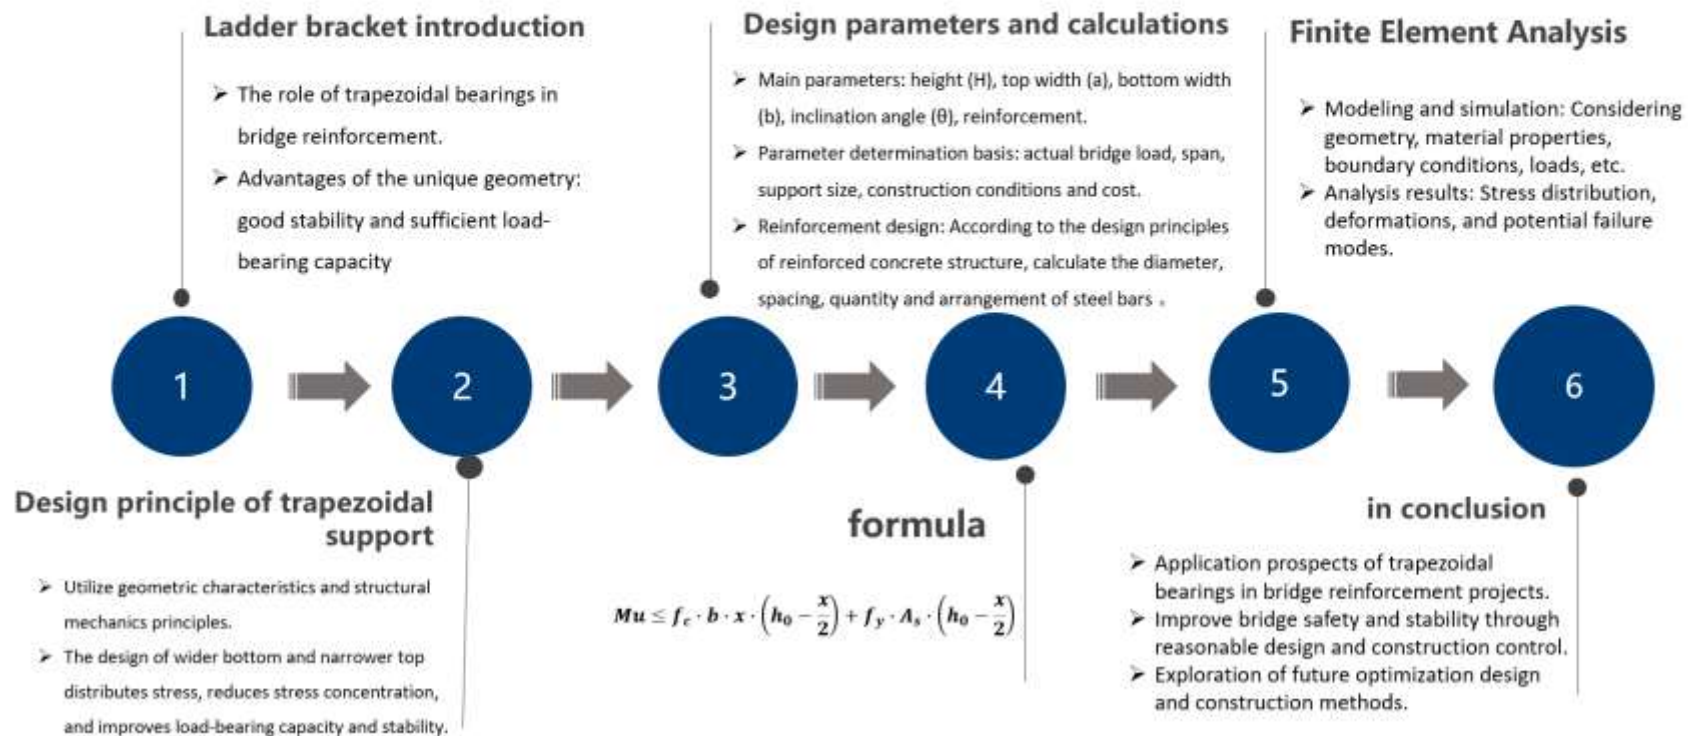 Ladder bracket introduction
➢ The role of trapezoidal bearings in
bridge reinforcement.
➢ Advantages of the unique geometry:
good stability and sufficient load-
bearing capacity
Design parameters and calculations
➢ Main parameters: height (H), top width (a), bottom width
(b), inclination angle (θ), reinforcement.
➢ Parameter determination basis: actual bridge load, span,
support size, construction conditions and cost.
➢ Reinforcement design: According to the design principles
of reinforced concrete structure, calculate the diameter,
spacing, quantity and arrangement of steel bars 。
Finite Element Analysis
➢ Modeling and simulation: Considering
geometry, material properties,
boundary conditions, loads, etc.
➢ Analysis results: Stress distribution,
deformations, and potential failure
modes.
1
2
3
4
5
6
Design principle of trapezoidal
support
➢ Utilize geometric characteristics and structural
mechanics principles.
➢ The design of wider bottom and narrower top
distributes stress, reduces stress concentration,
and improves load-bearing capacity and stability.
formula
Mu ≤ f_c · b · x · (h_0 − x/2) + f_y · A_s · (h_0 − x/2)
in conclusion
➢ Application prospects of trapezoidal
bearings in bridge reinforcement projects.
➢ Improve bridge safety and stability through
reasonable design and construction control.
➢ Exploration of future optimization design
and construction methods.